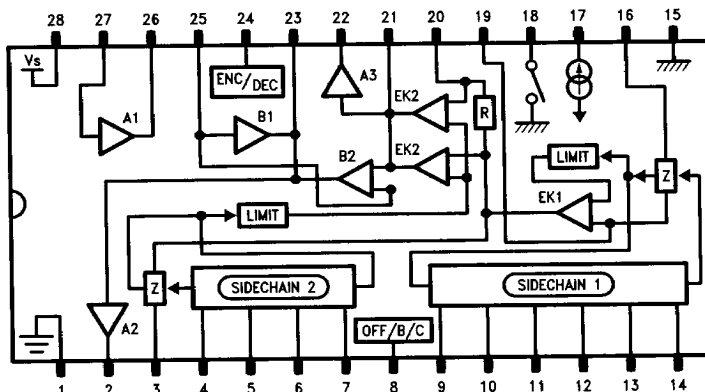 28 27 26 25 24 23 22 21 20 19 18 17 16 15
Vs
ENC/DEC
A3
EK2
A1
B1
R
B2
EK2
LIMIT
Z
EK1
LIMIT
Z
SIDECHAIN 2
SIDECHAIN 1
A2
OFF/B/C
1 2 3 4 5 6 7 8 9 10 11 12 13 14